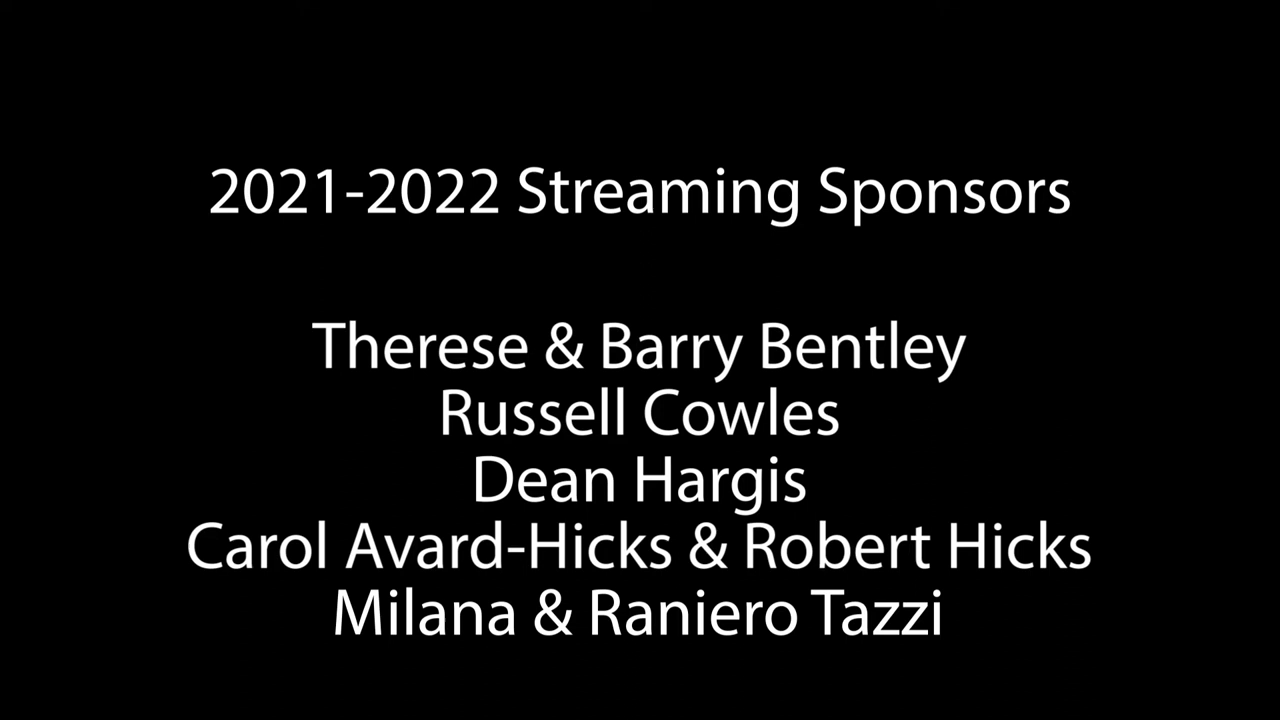 2021-2022 Streaming Sponsors
Therese & Barry Bentley
Russell Cowles
Dean Hargis
Carol Avard-Hicks & Robert Hicks
Milana & Raniero Tazzi